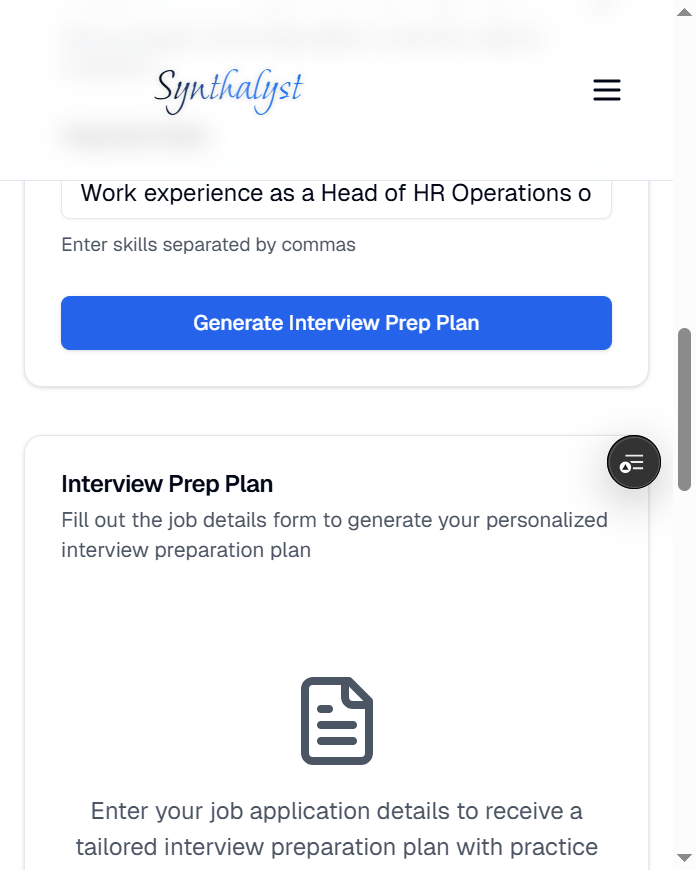 Synthalyst
Work experience as a Head of HR Operations o
Enter skills separated by commas
Generate Interview Prep Plan
Interview Prep Plan
Fill out the job details form to generate your personalized
interview preparation plan
Enter your job application details to receive a
tailored interview preparation plan with practice